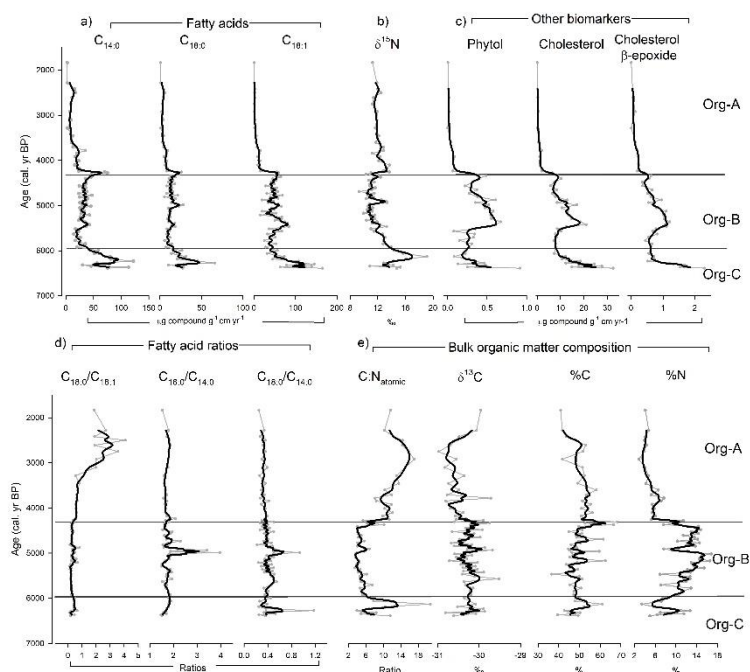 a) Fatty acids b) c) Other biomarkers
C14:0 C16:0 C18:1 δ15N Phytol Cholesterol Cholesterol
β-epoxide
2000
3000
4000
5000
6000
7000
Age (cal. yr BP)
Org-A
Org-B
Org-C
0 50 100 150 0 50 100 0 100 200 8 12 16 20 0.0 0.5 1.0 0 10 20 30 0 1 2
g compound g-1 cm yr-1 ‰ g compound g-1 cm yr-1
d) Fatty acid ratios e) Bulk organic matter composition
C18:0/C18:1 C18:0/C14:0 C18:0/C14:0 C:Natomic δ13C %C %N
2000
3000
4000
5000
6000
7000
Age (cal. yr BP)
Org-A
Org-B
Org-C
0 1 2 3 4 5 1 2 3 4 0.0 0.4 0.8 1.2 2 6 10 14 18 -31 -30 -29 30 40 50 60 70 2 6 10 14
Ratios Ratio ‰ % %